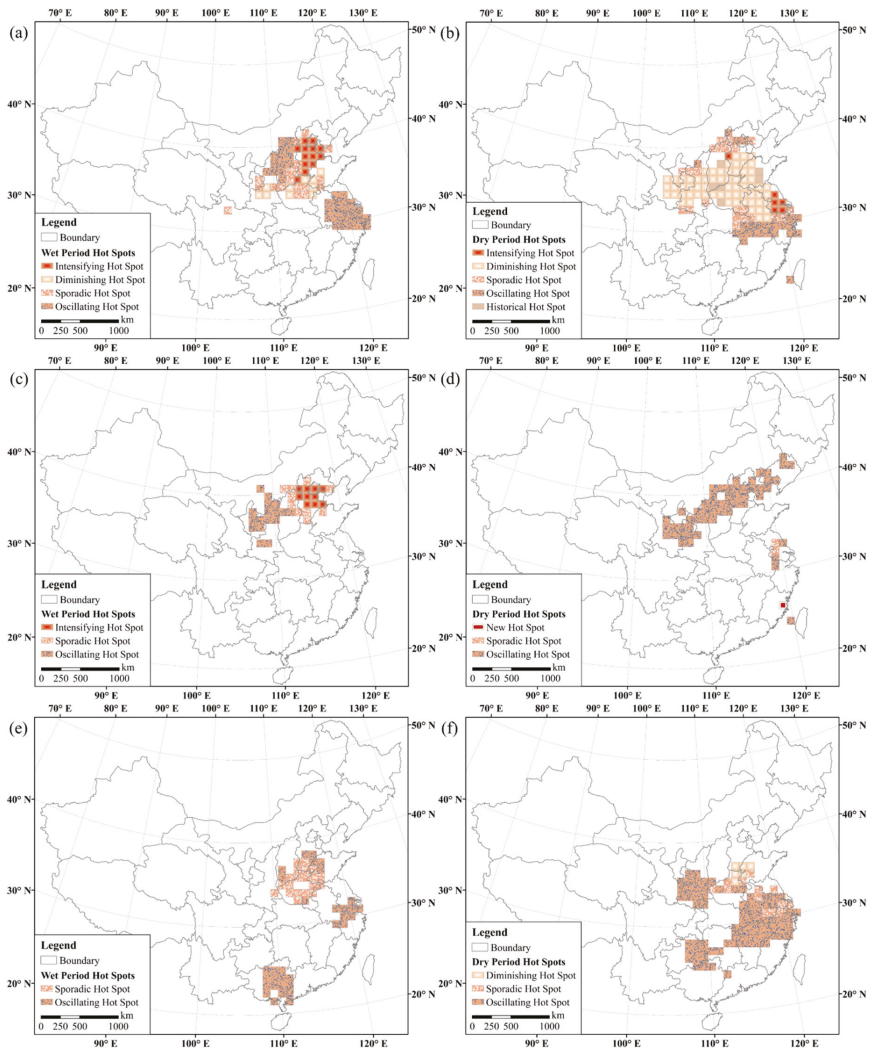 70° E 80° E 90° E 100° E 110° E 120° E 130° E
(a)
50° N
40° N
40° N
30° N
30° N
20° N
20° N
Legend
Boundary
Wet Period Hot Spots
Intensifying Hot Spot
Diminishing Hot Spot
Sporadic Hot Spot
Oscillating Hot Spot
km
0 250 500 1000
90° E 100° E 110° E 120° E
70° E 80° E 90° E 100° E 110° E 120° E 130° E
(b)
50° N
40° N
40° N
30° N
30° N
20° N
20° N
Legend
Boundary
Dry Period Hot Spots
Intensifying Hot Spot
Diminishing Hot Spot
Sporadic Hot Spot
Oscillating Hot Spot
Historical Hot Spot
km
0 250 500 1000
100° E 110° E 120° E
70° E 80° E 90° E 100° E 110° E 120° E 130° E
(c)
50° N
40° N
40° N
30° N
30° N
20° N
20° N
Legend
Boundary
Wet Period Hot Spots
Intensifying Hot Spot
Sporadic Hot Spot
Oscillating Hot Spot
km
0 250 500 1000
90° E 100° E 110° E 120° E
70° E 80° E 90° E 100° E 110° E 120° E 130° E
(d)
50° N
40° N
40° N
30° N
30° N
20° N
20° N
Legend
Boundary
Dry Period Hot Spots
New Hot Spot
Sporadic Hot Spot
Oscillating Hot Spot
km
0 250 500 1000
100° E 110° E 120° E
70° E 80° E 90° E 100° E 110° E 120° E 130° E
(e)
50° N
40° N
40° N
30° N
30° N
20° N
20° N
Legend
Boundary
Wet Period Hot Spots
Sporadic Hot Spot
Oscillating Hot Spot
km
0 250 500 1000
90° E 100° E 110° E 120° E
70° E 80° E 90° E 100° E 110° E 120° E 130° E
(f)
50° N
40° N
40° N
30° N
30° N
20° N
20° N
Legend
Boundary
Dry Period Hot Spots
Diminishing Hot Spot
Sporadic Hot Spot
Oscillating Hot Spot
km
0 250 500 1000
100° E 110° E 120° E